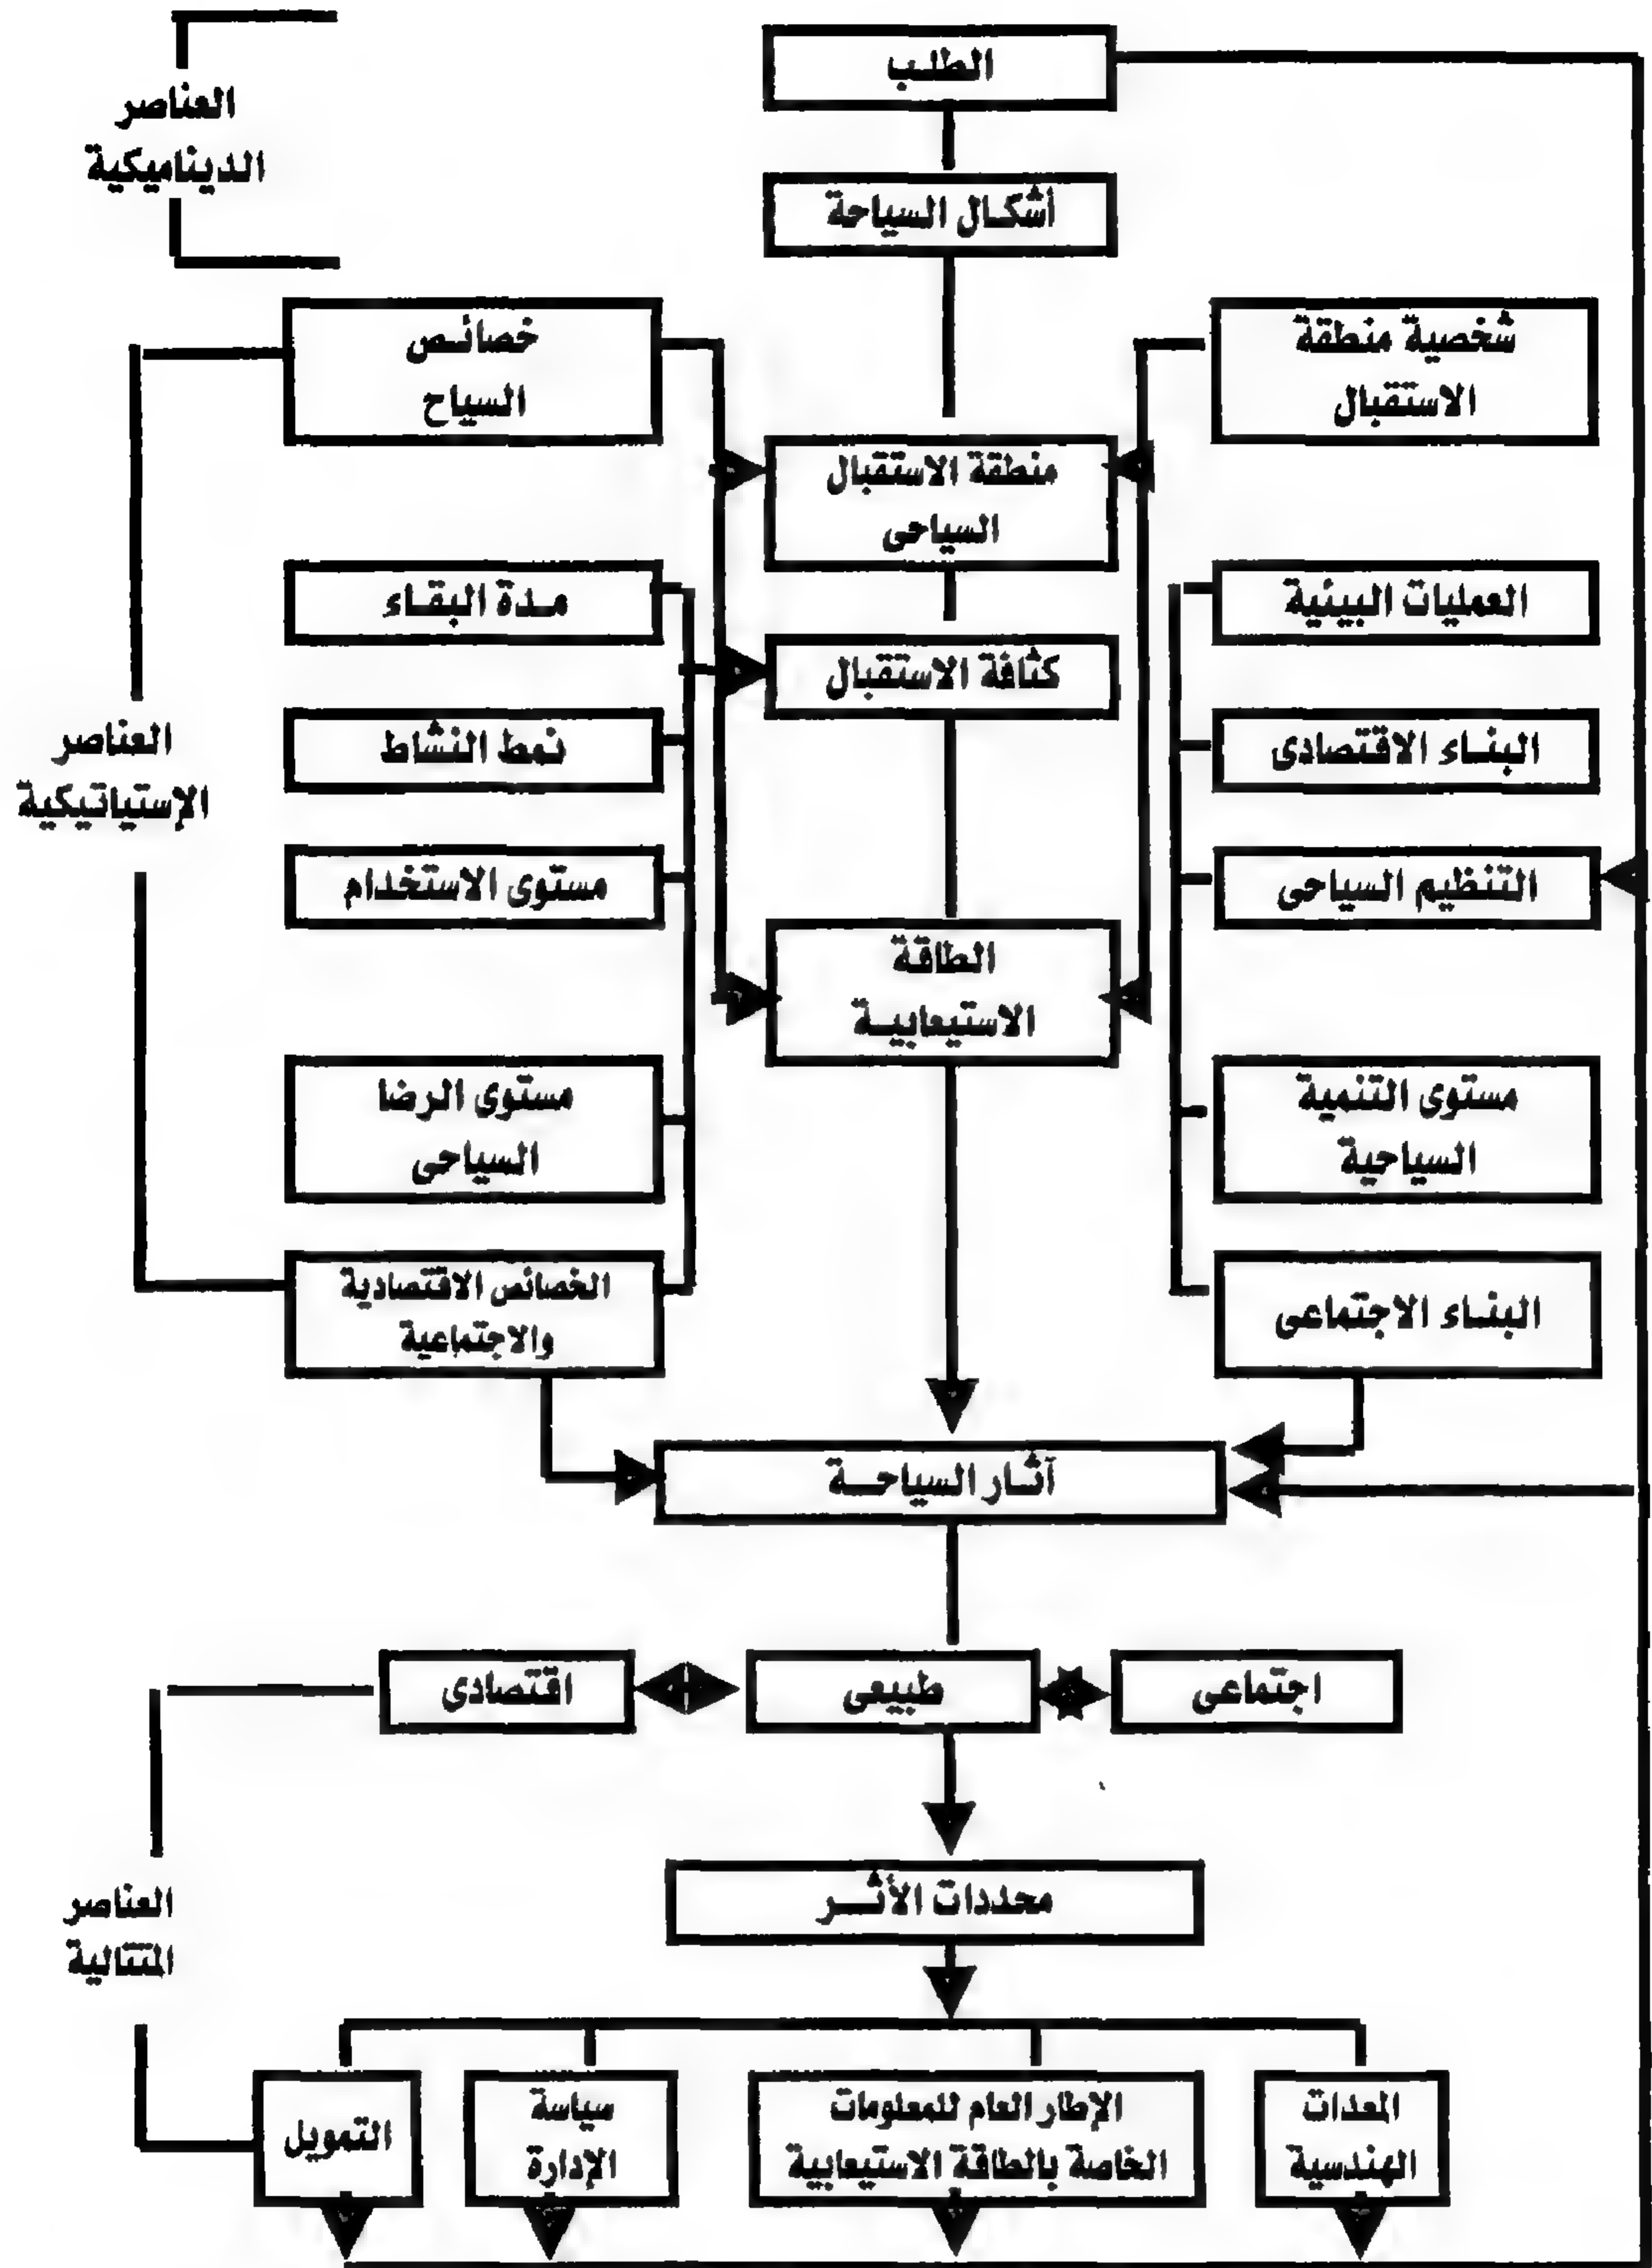 الطلب
العناصر
الديناميكية
أشكال السياحة
شخصية منطقة
الاستقبال
خصائص
السياح
منطقة الاستقبال
السياحى
العمليات البيئية
مدة البقاء
كثافة الاستقبال
البناء الاقتصادى
نمط النشاط
العناصر
الإستياتيكية
التنظيم السياحى
مستوى الاستخدام
الطاقة
الاستيعابية
مستوى التنمية
السياحية
مستوى الرضا
السياحى
البناء الاجتماعى
الخصائص الاقتصادية
والاجتماعية
آثار السياحة
اجتماعى
طبيعى
اقتصادى
محددات الأثر
العناصر
المتتالية
المعدات
الهندسية
الإطار العام للمعلومات
الخاصة بالطاقة الاستيعابية
سياسة
الإدارة
التمويل